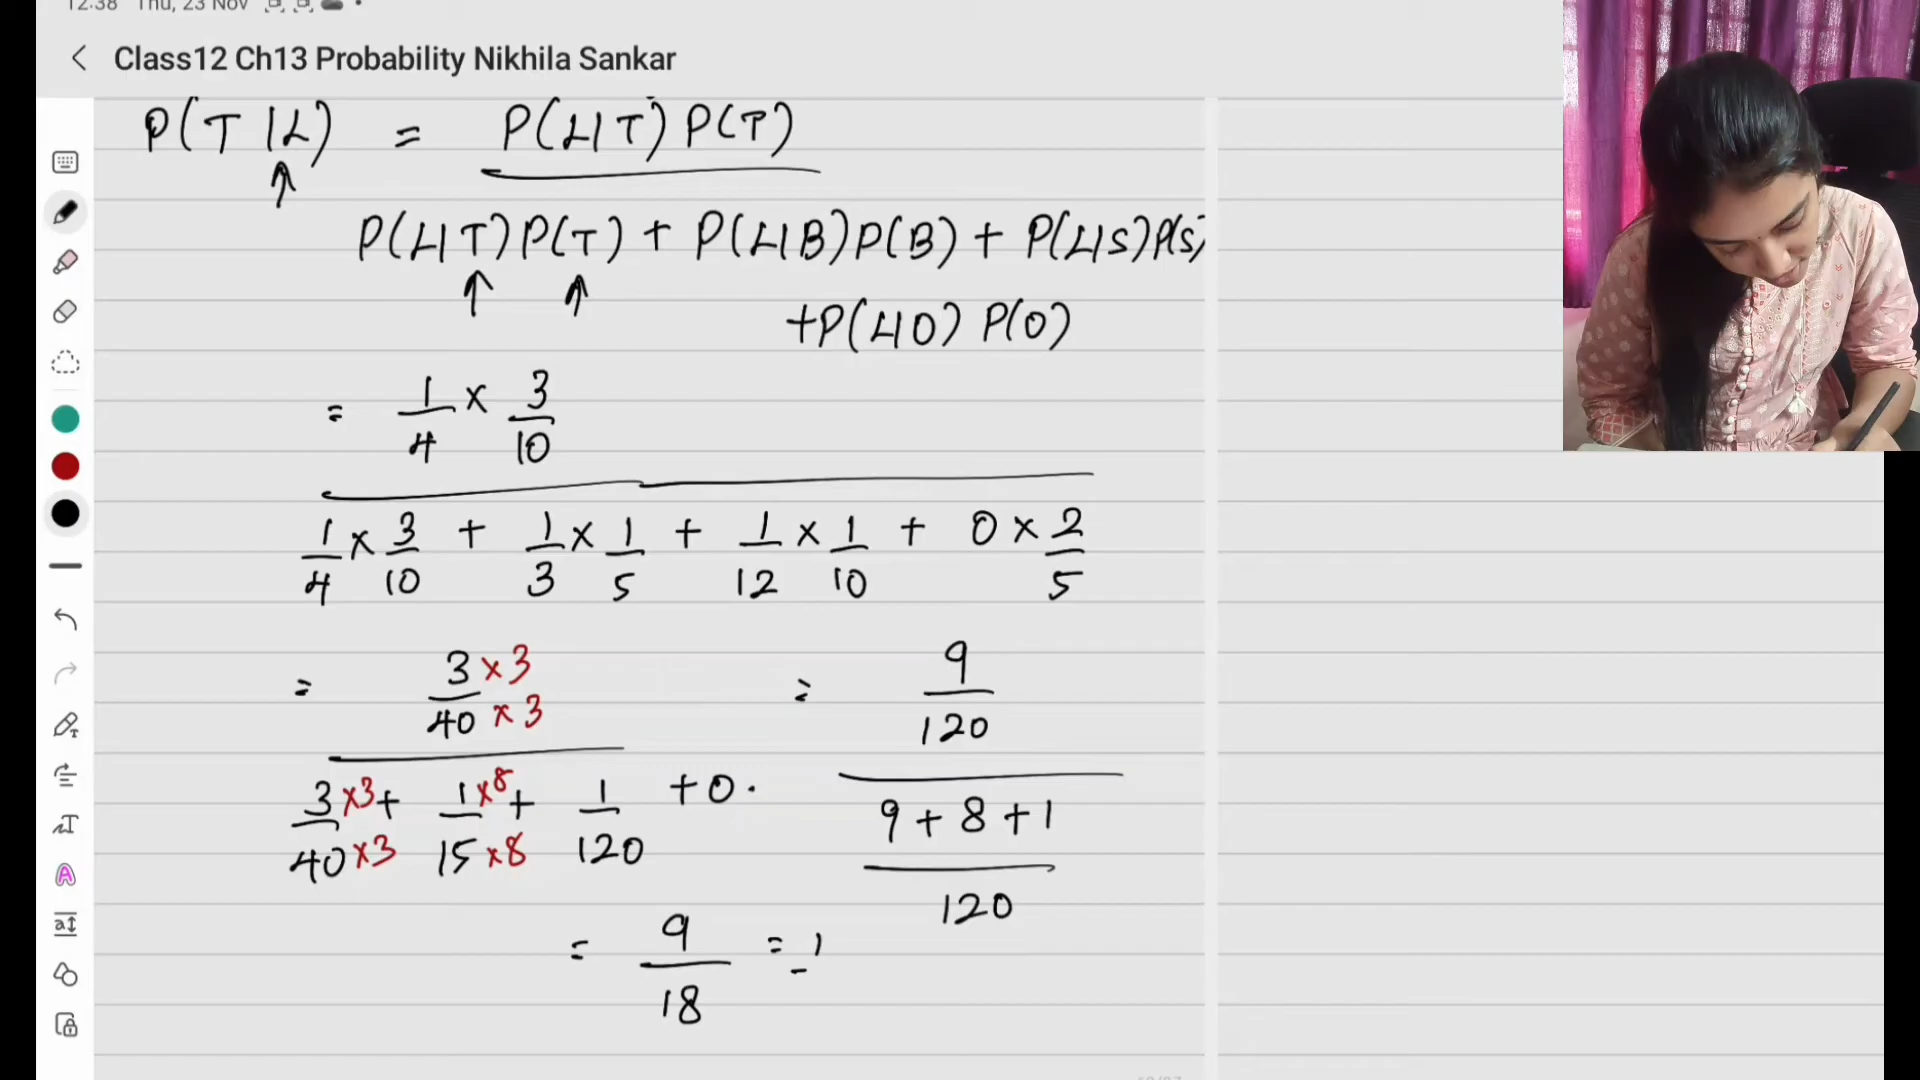 Class12 Ch13 Probability Nikhila Sankar
P(T|L) = P(L|T) P(T)
P(L|T)P(T) + P(L|B)P(B) + P(L|S)P(S)
+P(L|O) P(O)
= 1/4 × 3/10
1/4 × 3/10 + 1/3 × 1/5 + 1/12 × 1/10 + 0 × 2/5
= 3×3 / 40×3
3×3/40×3 + 1×8/15×8 + 1/120 + 0.
= 9/120
9 + 8 + 1
120
= 9/18 = 1